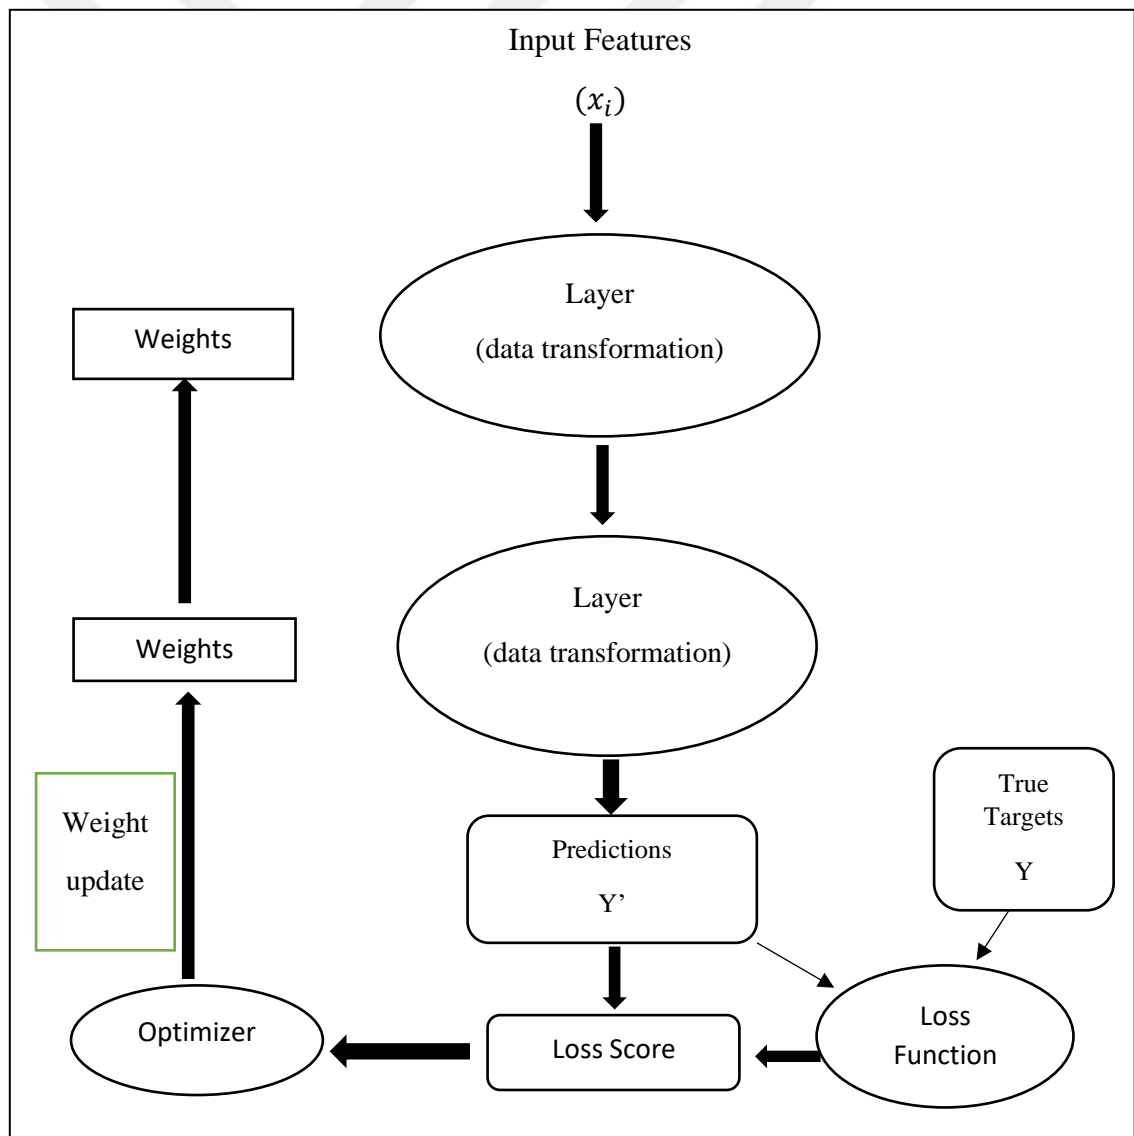 Input Features
(𝑥𝑖)
Layer
(data transformation)
Weights
Layer
(data transformation)
Weights
True
Targets
Y
Weight
update
Predictions
Y’
Loss
Function
Loss Score
Optimizer